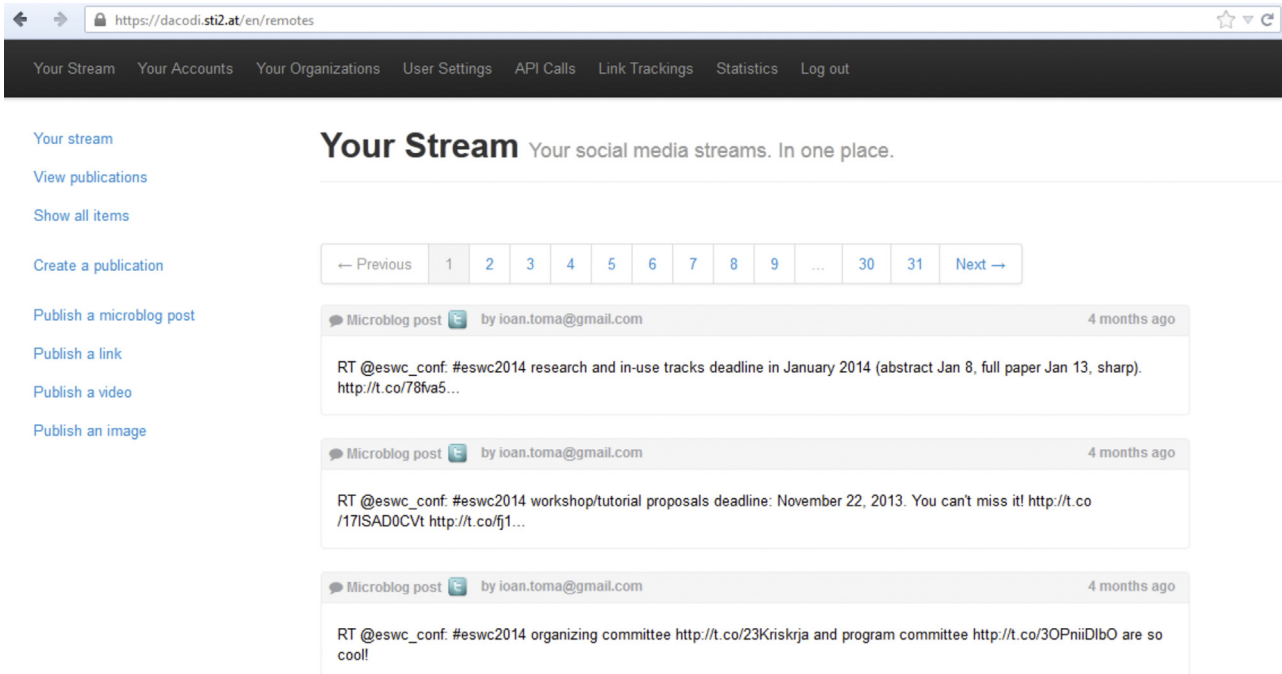 https://dacodi.sti2.at/en/remotes
Your Stream Your Accounts Your Organizations User Settings API Calls Link Trackings Statistics Log out
Your stream
View publications
Show all items
Create a publication
Publish a microblog post
Publish a link
Publish a video
Publish an image
Your Stream Your social media streams. In one place.
← Previous 1 2 3 4 5 6 7 8 9 ... 30 31 Next →
Microblog post by ioan.toma@gmail.com 4 months ago
RT @eswc_conf: #eswc2014 research and in-use tracks deadline in January 2014 (abstract Jan 8, full paper Jan 13, sharp).
http://t.co/78fva5...
Microblog post by ioan.toma@gmail.com 4 months ago
RT @eswc_conf: #eswc2014 workshop/tutorial proposals deadline: November 22, 2013. You can't miss it! http://t.co
/17ISAD0CVt http://t.co/fj1...
Microblog post by ioan.toma@gmail.com 4 months ago
RT @eswc_conf: #eswc2014 organizing committee http://t.co/23Kriskrja and program committee http://t.co/3OPniiDlbO are so
cool!